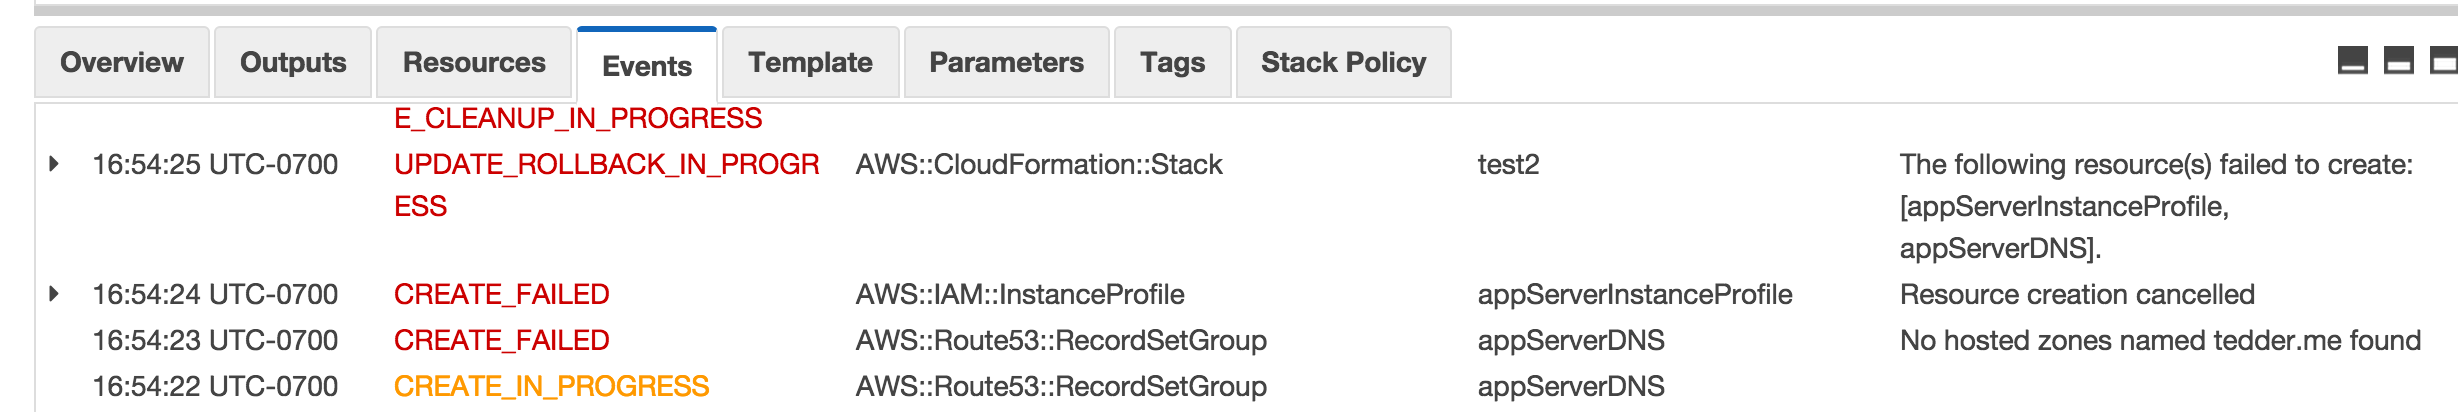 Overview Outputs Resources Events Template Parameters Tags Stack Policy
E_CLEANUP_IN_PROGRESS
16:54:25 UTC-0700 UPDATE_ROLLBACK_IN_PROGR AWS::CloudFormation::Stack test2 The following resource(s) failed to create:
ESS [appServerInstanceProfile,
appServerDNS].
16:54:24 UTC-0700 CREATE_FAILED AWS::IAM::InstanceProfile appServerInstanceProfile Resource creation cancelled
16:54:23 UTC-0700 CREATE_FAILED AWS::Route53::RecordSetGroup appServerDNS No hosted zones named tedder.me found
16:54:22 UTC-0700 CREATE_IN_PROGRESS AWS::Route53::RecordSetGroup appServerDNS